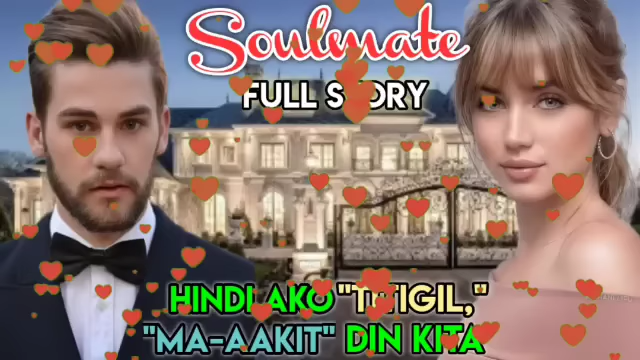 Soulmate
FULL STORY
HINDI AKO "TITIGIL,"
"MA-AAKIT" DIN KITA